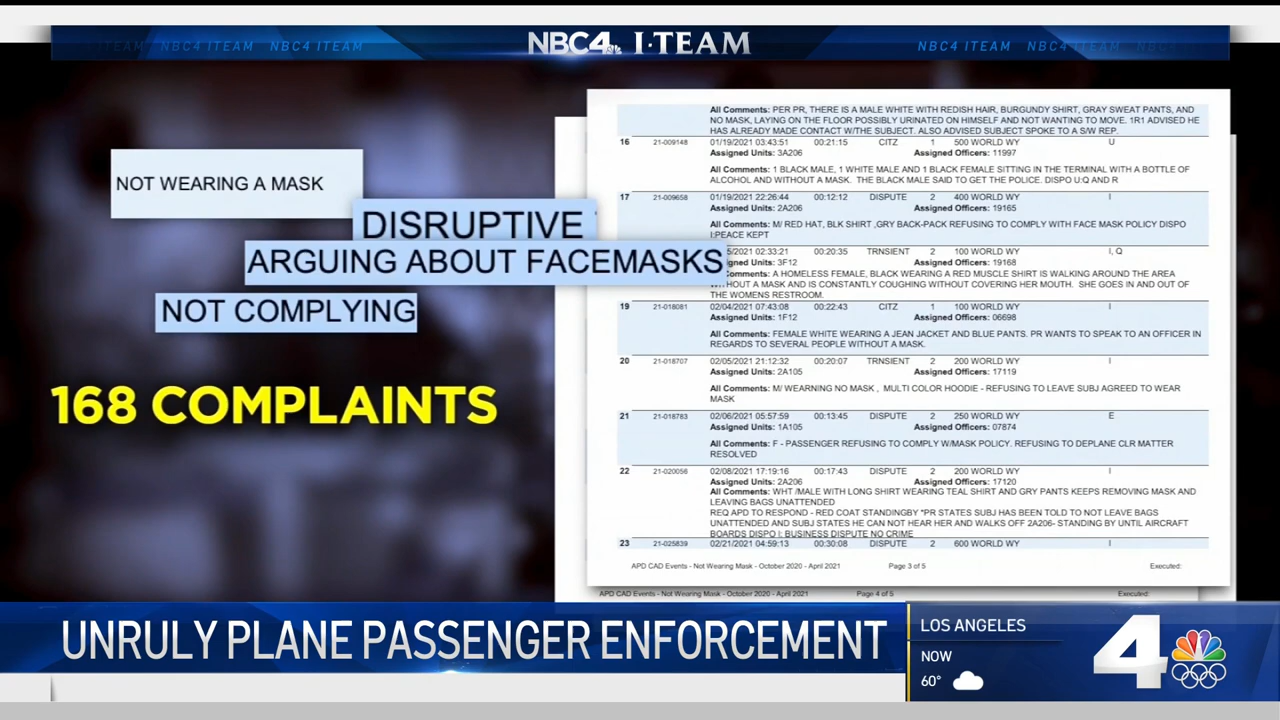 I TEAM NBC4 ITEAM NBC4 ITEAM
NBC4 I·TEAM
NBC4 ITEAM NBC4 ITEAM
NOT WEARING A MASK
DISRUPTIVE
ARGUING ABOUT FACEMASKS
NOT COMPLYING
168 COMPLAINTS
All Comments: PER PR, THERE IS A MALE WHITE WITH REDISH HAIR, BURGUNDY SHIRT, GRAY SWEAT PANTS, AND
NO MASK, LAYING ON THE FLOOR POSSIBLY URINATED ON HIMSELF AND NOT WANTING TO MOVE. 1R1 ADVISED HE
HAS ALREADY MADE CONTACT W/THE SUBJECT. ALSO ADVISED SUBJECT SPOKE TO A S/W REP.
16 21-009148 01/19/2021 03:43:51 00:21:15 CITZ 1 500 WORLD WY U
Assigned Units: 3A206 Assigned Officers: 11997
All Comments: 1 BLACK MALE, 1 WHITE MALE AND 1 BLACK FEMALE SITTING IN THE TERMINAL WITH A BOTTLE OF
ALCOHOL AND WITHOUT A MASK. THE BLACK MALE SAID TO GET THE POLICE. DISPO U:Q AND R
17 21-009658 01/19/2021 22:26:44 00:12:12 DISPUTE 2 400 WORLD WY I
Assigned Units: 2A206 Assigned Officers: 19165
All Comments: M/ RED HAT, BLK SHIRT ,GRY BACK-PACK REFUSING TO COMPLY WITH FACE MASK POLICY DISPO
I:PEACE KEPT
5/2021 02:33:21 00:20:35 TRNSIENT 2 100 WORLD WY I, Q
gned Units: 3F12 Assigned Officers: 19168
omments: A HOMELESS FEMALE, BLACK WEARING A RED MUSCLE SHIRT IS WALKING AROUND THE AREA
WITHOUT A MASK AND IS CONSTANTLY COUGHING WITHOUT COVERING HER MOUTH. SHE GOES IN AND OUT OF
THE WOMENS RESTROOM.
19 21-018081 02/04/2021 07:43:08 00:22:43 CITZ 1 100 WORLD WY I
Assigned Units: 1F12 Assigned Officers: 06698
All Comments: FEMALE WHITE WEARING A JEAN JACKET AND BLUE PANTS. PR WANTS TO SPEAK TO AN OFFICER IN
REGARDS TO SEVERAL PEOPLE WITHOUT A MASK.
20 21-018707 02/05/2021 21:12:32 00:20:07 TRNSIENT 2 200 WORLD WY I
Assigned Units: 2A105 Assigned Officers: 17119
All Comments: M/ WEARNING NO MASK , MULTI COLOR HOODIE - REFUSING TO LEAVE SUBJ AGREED TO WEAR
MASK
21 21-018783 02/06/2021 05:57:59 00:13:45 DISPUTE 2 250 WORLD WY E
Assigned Units: 1A105 Assigned Officers: 07874
All Comments: F - PASSENGER REFUSING TO COMPLY W/MASK POLICY. REFUSING TO DEPLANE CLR MATTER
RESOLVED
22 21-020056 02/08/2021 17:19:16 00:17:43 DISPUTE 2 200 WORLD WY I
Assigned Units: 2A206 Assigned Officers: 17120
All Comments: WHT /MALE WITH LONG SHIRT WEARING TEAL SHIRT AND GRY PANTS KEEPS REMOVING MASK AND
LEAVING BAGS UNATTENDED
REQ APD TO RESPOND - RED COAT STANDINGBY *PR STATES SUBJ HAS BEEN TOLD TO NOT LEAVE BAGS
UNATTENDED AND SUBJ STATES HE CAN NOT HEAR HER AND WALKS OFF 2A206- STANDING BY UNTIL AIRCRAFT
BOARDS DISPO I: BUSINESS DISPUTE NO CRIME
23 21-025839 02/21/2021 04:59:13 00:30:08 DISPUTE 2 600 WORLD WY I
APD CAD Events - Not Wearing Mask - October 2020 - April 2021 Page 3 of 5 Executed:
APD CAD Events - Not Wearing Mask - October 2020 - April 2021 Page 4 of 5 Executed:
UNRULY PLANE PASSENGER ENFORCEMENT
LOS ANGELES
NOW
60°
4